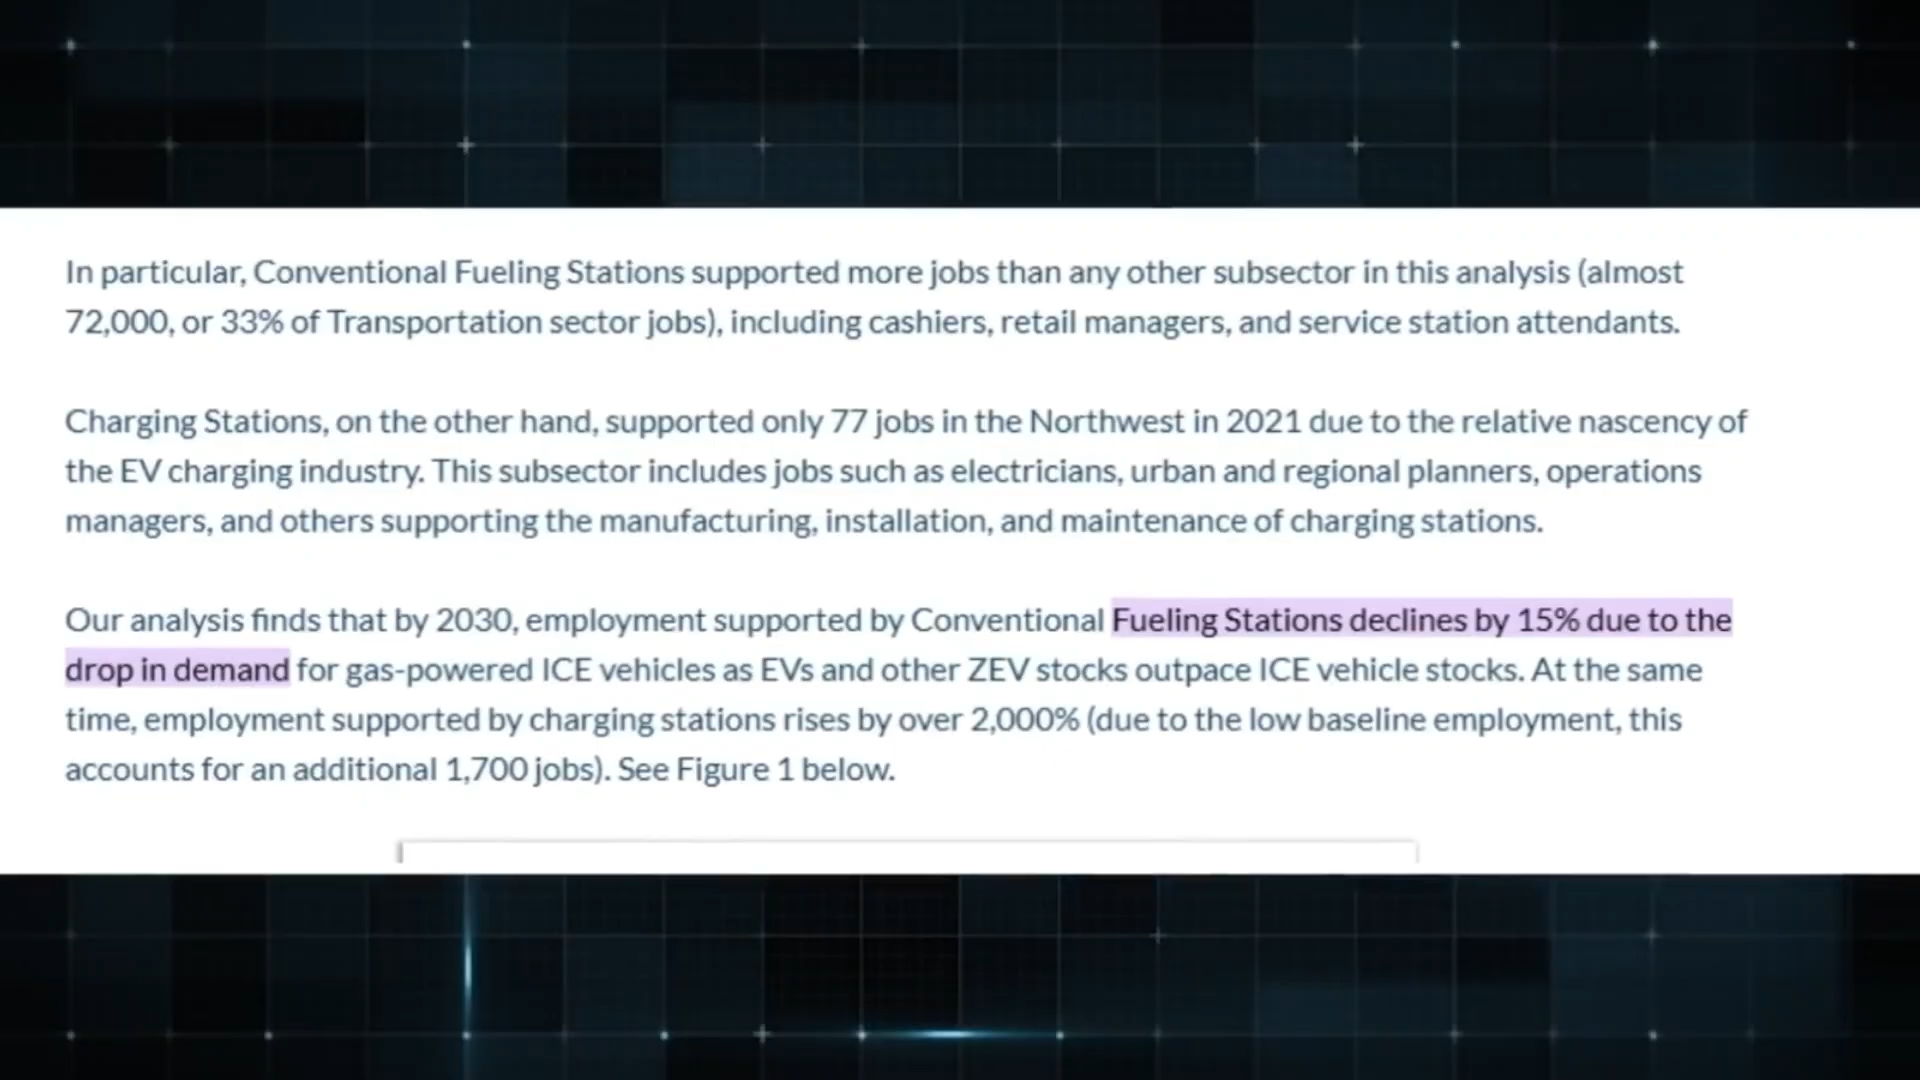 In particular, Conventional Fueling Stations supported more jobs than any other subsector in this analysis (almost
72,000, or 33% of Transportation sector jobs), including cashiers, retail managers, and service station attendants.
Charging Stations, on the other hand, supported only 77 jobs in the Northwest in 2021 due to the relative nascency of
the EV charging industry. This subsector includes jobs such as electricians, urban and regional planners, operations
managers, and others supporting the manufacturing, installation, and maintenance of charging stations.
Our analysis finds that by 2030, employment supported by Conventional Fueling Stations declines by 15% due to the
drop in demand for gas-powered ICE vehicles as EVs and other ZEV stocks outpace ICE vehicle stocks. At the same
time, employment supported by charging stations rises by over 2,000% (due to the low baseline employment, this
accounts for an additional 1,700 jobs). See Figure 1 below.